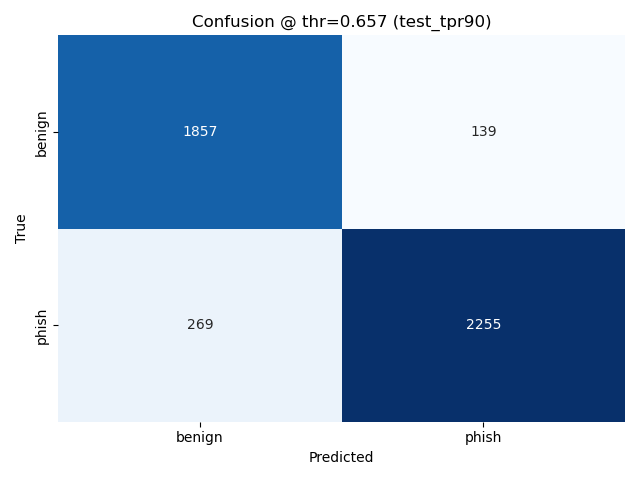 Confusion @ thr=0.657 (test_tpr90)
True
benign
1857
139
phish
269
2255
benign
phish
Predicted